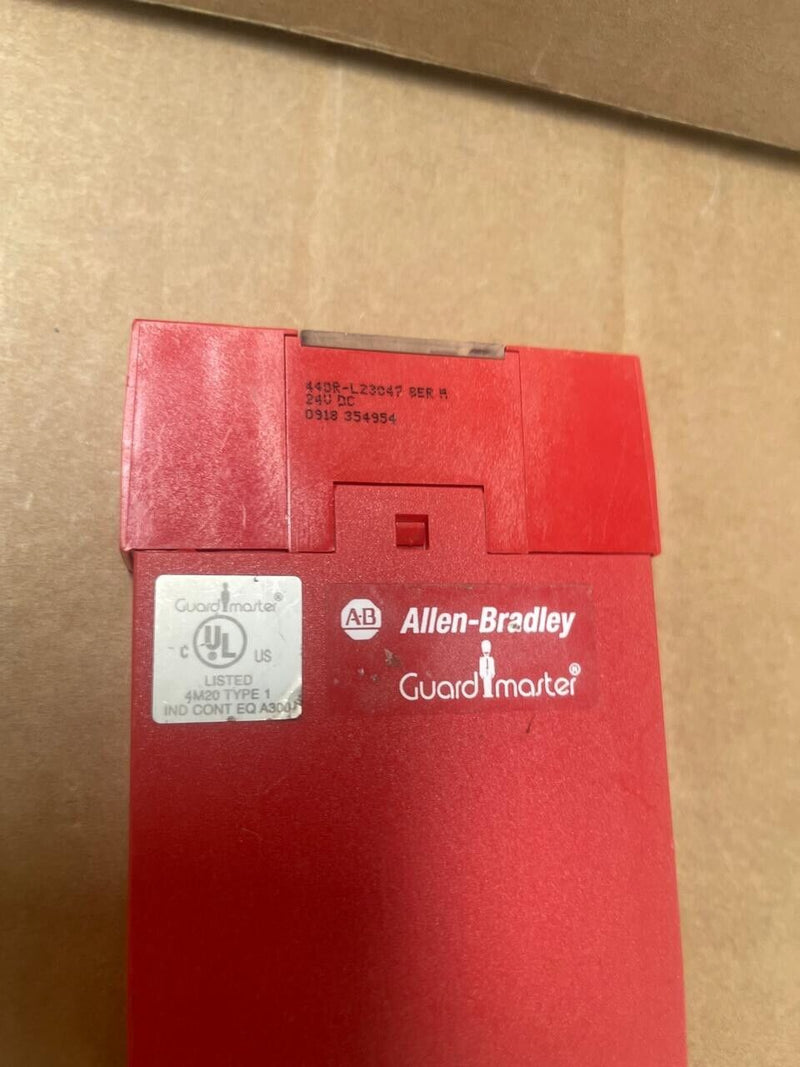 440R-L23047 SER M
24V DC
0918 354954
Guardmaster®
UL
C US
LISTED
4M20 TYPE 1
IND CONT EQ A300
A-B Allen-Bradley
Guardmaster®